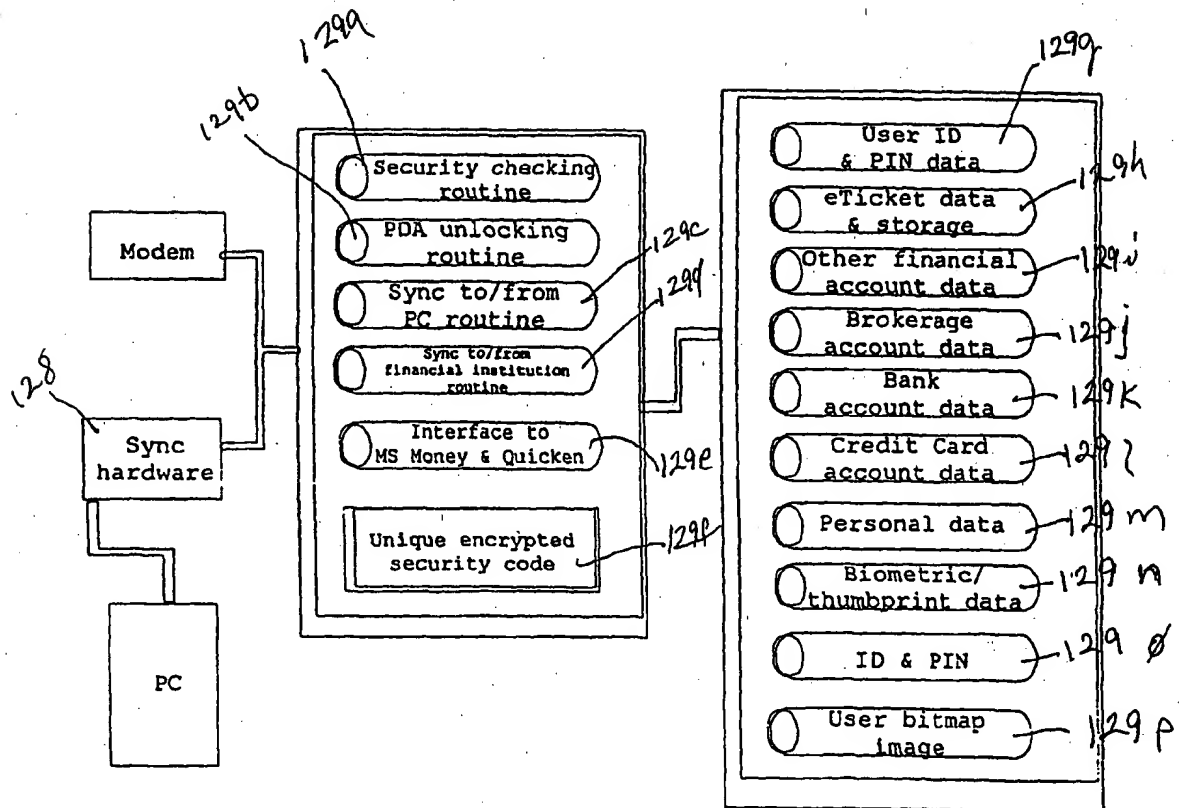 129a
129b
Security checking
routine
PDA unlocking
routine
129c
Sync to/from
PC routine
129d
Sync to/from
financial institution
routine
Interface to
MS Money & Quicken
129e
Unique encrypted
security code
129f
Modem
128
Sync
hardware
PC
129g
User ID
& PIN data
129h
eTicket data
& storage
Other financial
account data
129i
Brokerage
account data
129j
Bank
account data
129k
Credit Card
account data
129l
Personal data
129m
Biometric/
thumbprint data
129n
ID & PIN
129ø
User bitmap
image
129p